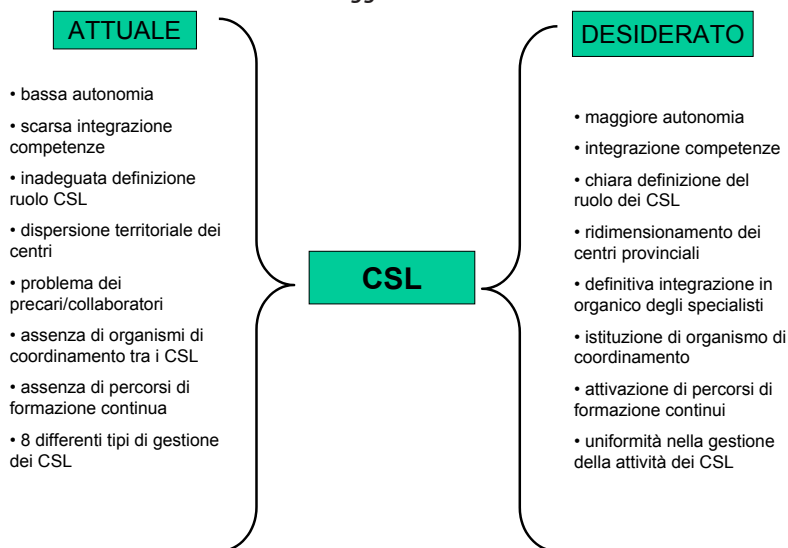 ATTUALE
• bassa autonomia
• scarsa integrazione
competenze
• inadeguata definizione
ruolo CSL
• dispersione territoriale dei
centri
• problema dei
precari/collaboratori
• assenza di organismi di
coordinamento tra i CSL
• assenza di percorsi di
formazione continua
• 8 differenti tipi di gestione
dei CSL
CSL
DESIDERATO
• maggiore autonomia
• integrazione competenze
• chiara definizione del
ruolo dei CSL
• ridimensionamento dei
centri provinciali
• definitiva integrazione in
organico degli specialisti
• istituzione di organismo di
coordinamento
• attivazione di percorsi di
formazione continui
• uniformità nella gestione
della attività dei CSL